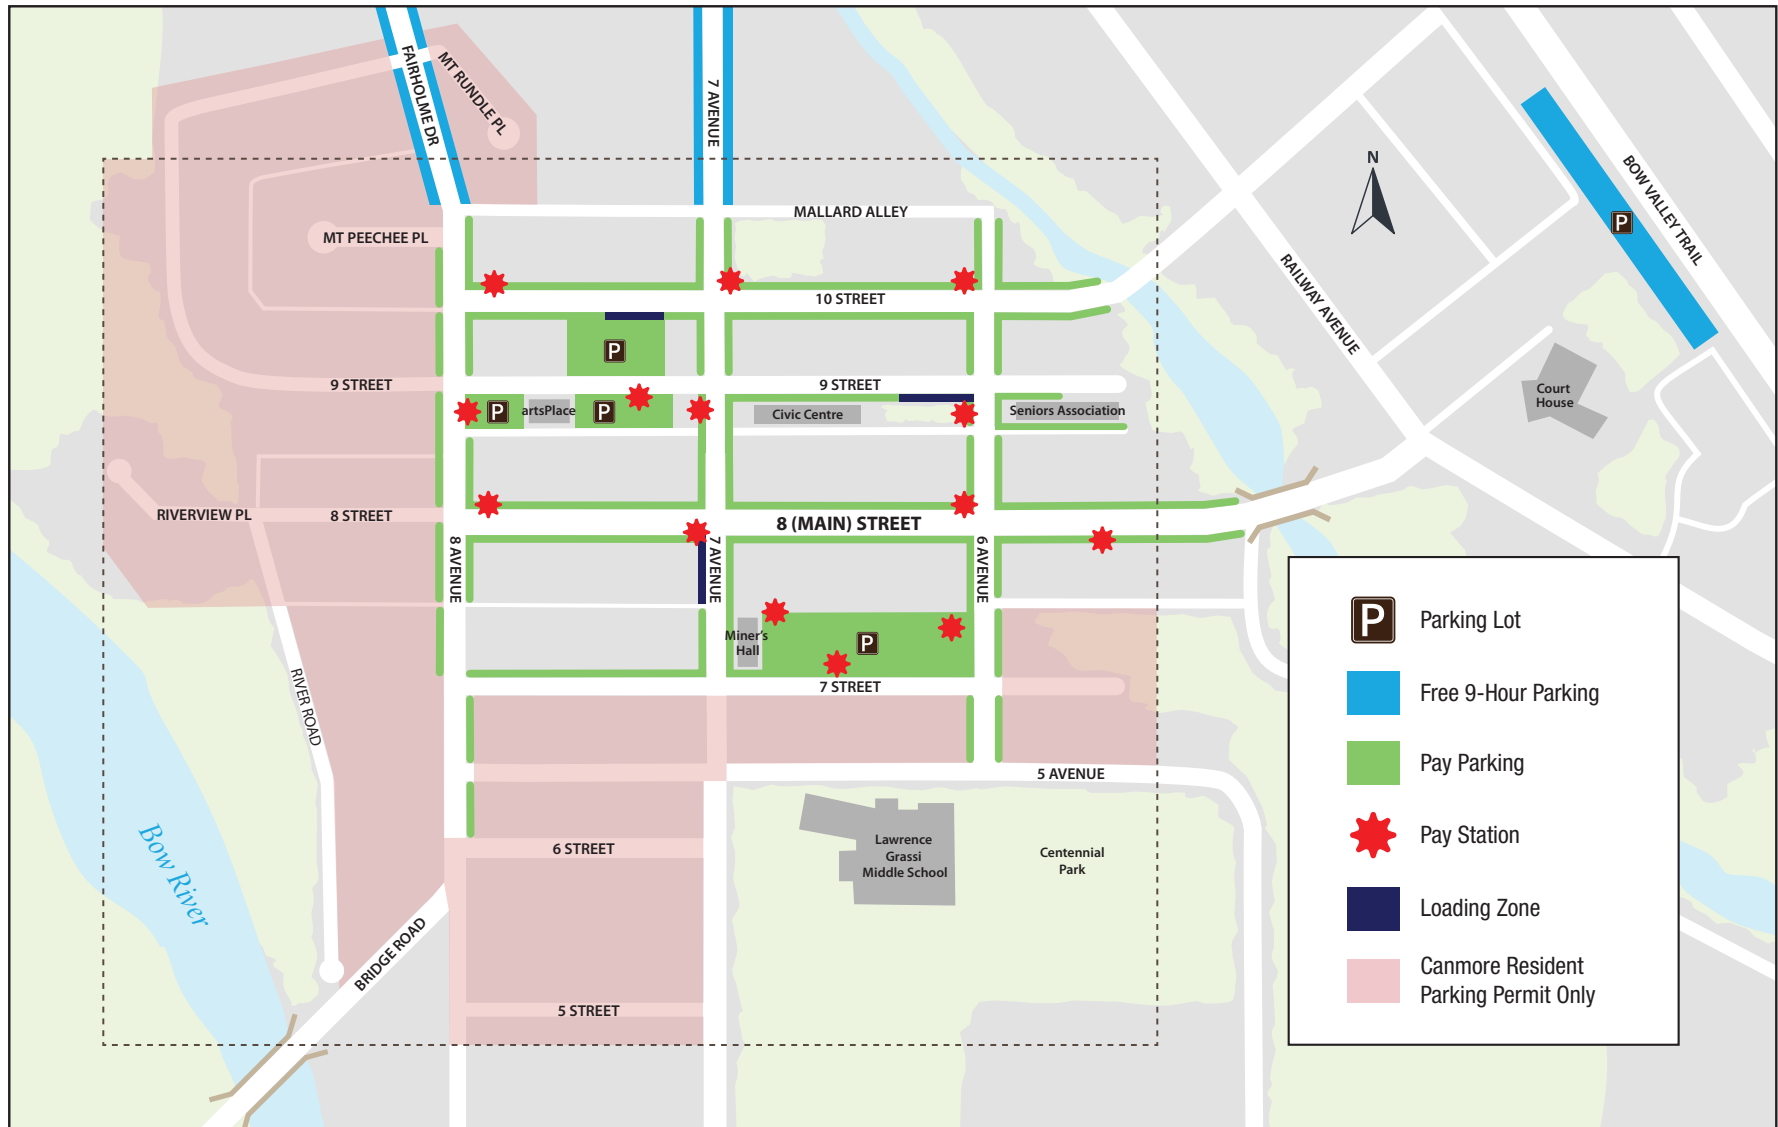 FAIRHOLME DR
MT RUNDLE PL
7 AVENUE
N
BOW VALLEY TRAIL
P
MALLARD ALLEY
MT PEECHEE PL
RAILWAY AVENUE
10 STREET
P
9 STREET
9 STREET
P
artsPlace
P
Civic Centre
Seniors Association
Court
House
RIVERVIEW PL
8 STREET
8 (MAIN) STREET
8 AVENUE
7 AVENUE
6 AVENUE
Miner's
Hall
P
7 STREET
RIVER ROAD
5 AVENUE
Bow River
6 STREET
Lawrence
Grassi
Middle School
Centennial
Park
BRIDGE ROAD
5 STREET
P
Parking Lot
Free 9-Hour Parking
Pay Parking
Pay Station
Loading Zone
Canmore Resident
Parking Permit Only